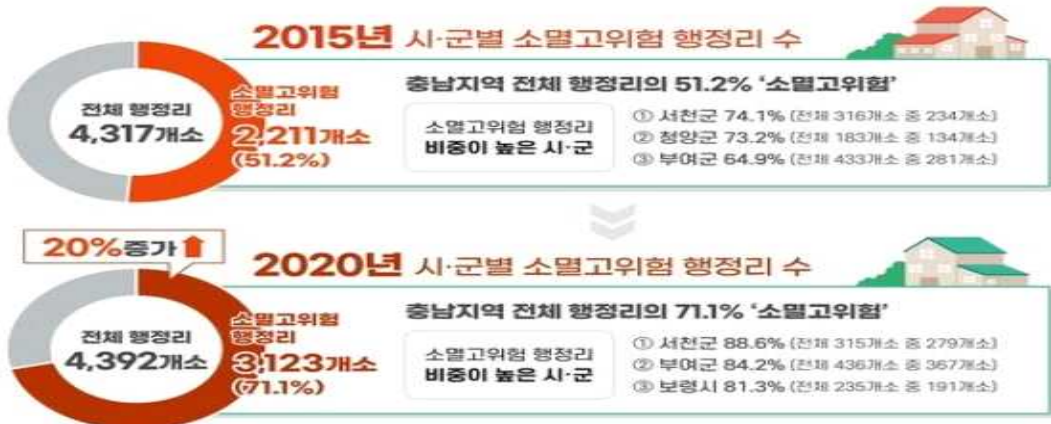 2015년 시·군별 소멸고위험 행정리 수
전체 행정리
4,317개소
소멸고위험
행정리
2,211개소
(51.2%)
충남지역 전체 행정리의 51.2% ‘소멸고위험’
소멸고위험 행정리
비중이 높은 시·군
① 서천군 74.1% (전체 316개소 중 234개소)
② 청양군 73.2% (전체 183개소 중 134개소)
③ 부여군 64.9% (전체 433개소 중 281개소)
20%증가
2020년 시·군별 소멸고위험 행정리 수
전체 행정리
4,392개소
소멸고위험
행정리
3,123개소
(71.1%)
충남지역 전체 행정리의 71.1% ‘소멸고위험’
소멸고위험 행정리
비중이 높은 시·군
① 서천군 88.6% (전체 315개소 중 279개소)
② 부여군 84.2% (전체 436개소 중 367개소)
③ 보령시 81.3% (전체 235개소 중 191개소)